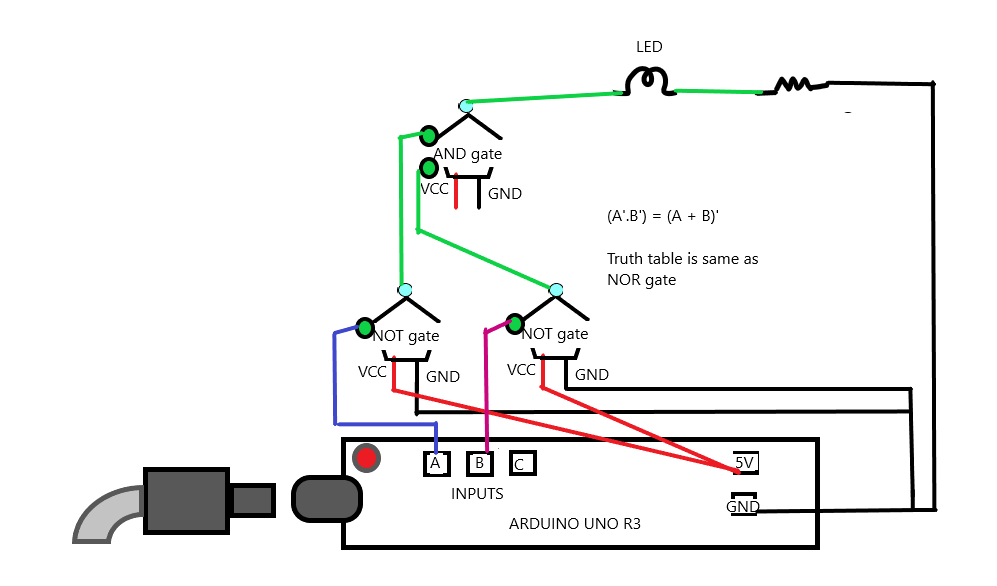 LED
AND gate
VCC
GND
(A'.B') = (A + B)'
Truth table is same as
NOR gate
NOT gate
VCC
GND
NOT gate
VCC
GND
A
B
C
5V
INPUTS
GND
ARDUINO UNO R3